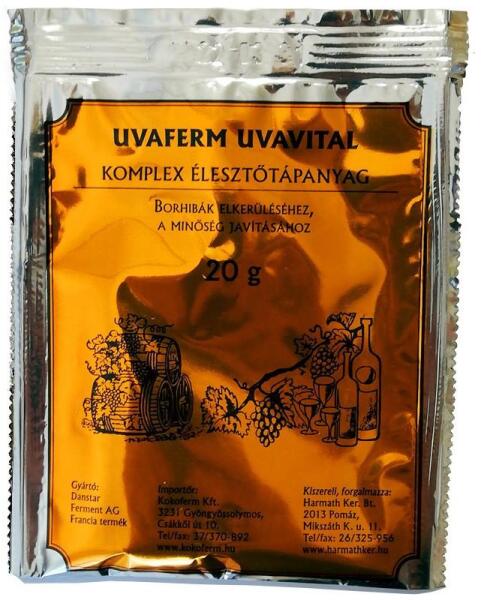 UVAFERM UVAVITAL
KOMPLEX ÉLESZTŐTÁPANYAG
BORHIBÁK ELKERÜLÉSÉHEZ,
A MINŐSÉG JAVÍTÁSÁHOZ
20 g
Gyártó:
Danstar
Ferment AG
Francia termék
Importőr:
Kokoferm Kft.
3231 Gyöngyössolymos,
Csákkői út 10.
Tel/fax: 37/370-892
www.kokoferm.hu
Kiszereli, forgalmazza:
Harmath Ker. Bt.
2013 Pomáz,
Mikszáth K. u. 11.
Tel/fax: 26/325-956
www.harmathker.hu